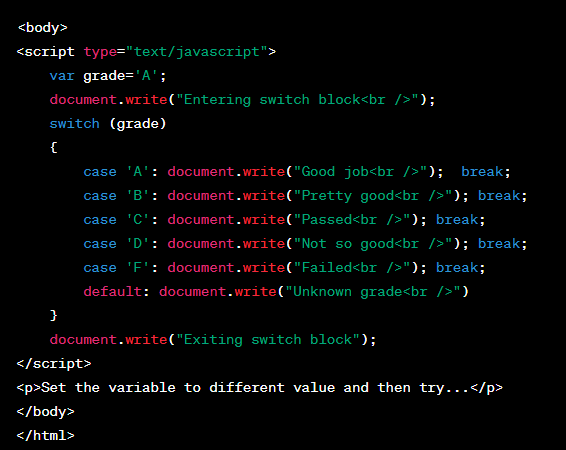 <body>
<script type="text/javascript">
    var grade='A';
    document.write("Entering switch block<br />");
    switch (grade)
    {
        case 'A': document.write("Good job<br />");  break;
        case 'B': document.write("Pretty good<br />"); break;
        case 'C': document.write("Passed<br />"); break;
        case 'D': document.write("Not so good<br />"); break;
        case 'F': document.write("Failed<br />"); break;
        default: document.write("Unknown grade<br />")
    }
    document.write("Exiting switch block");
</script>
<p>Set the variable to different value and then try...</p>
</body>
</html>